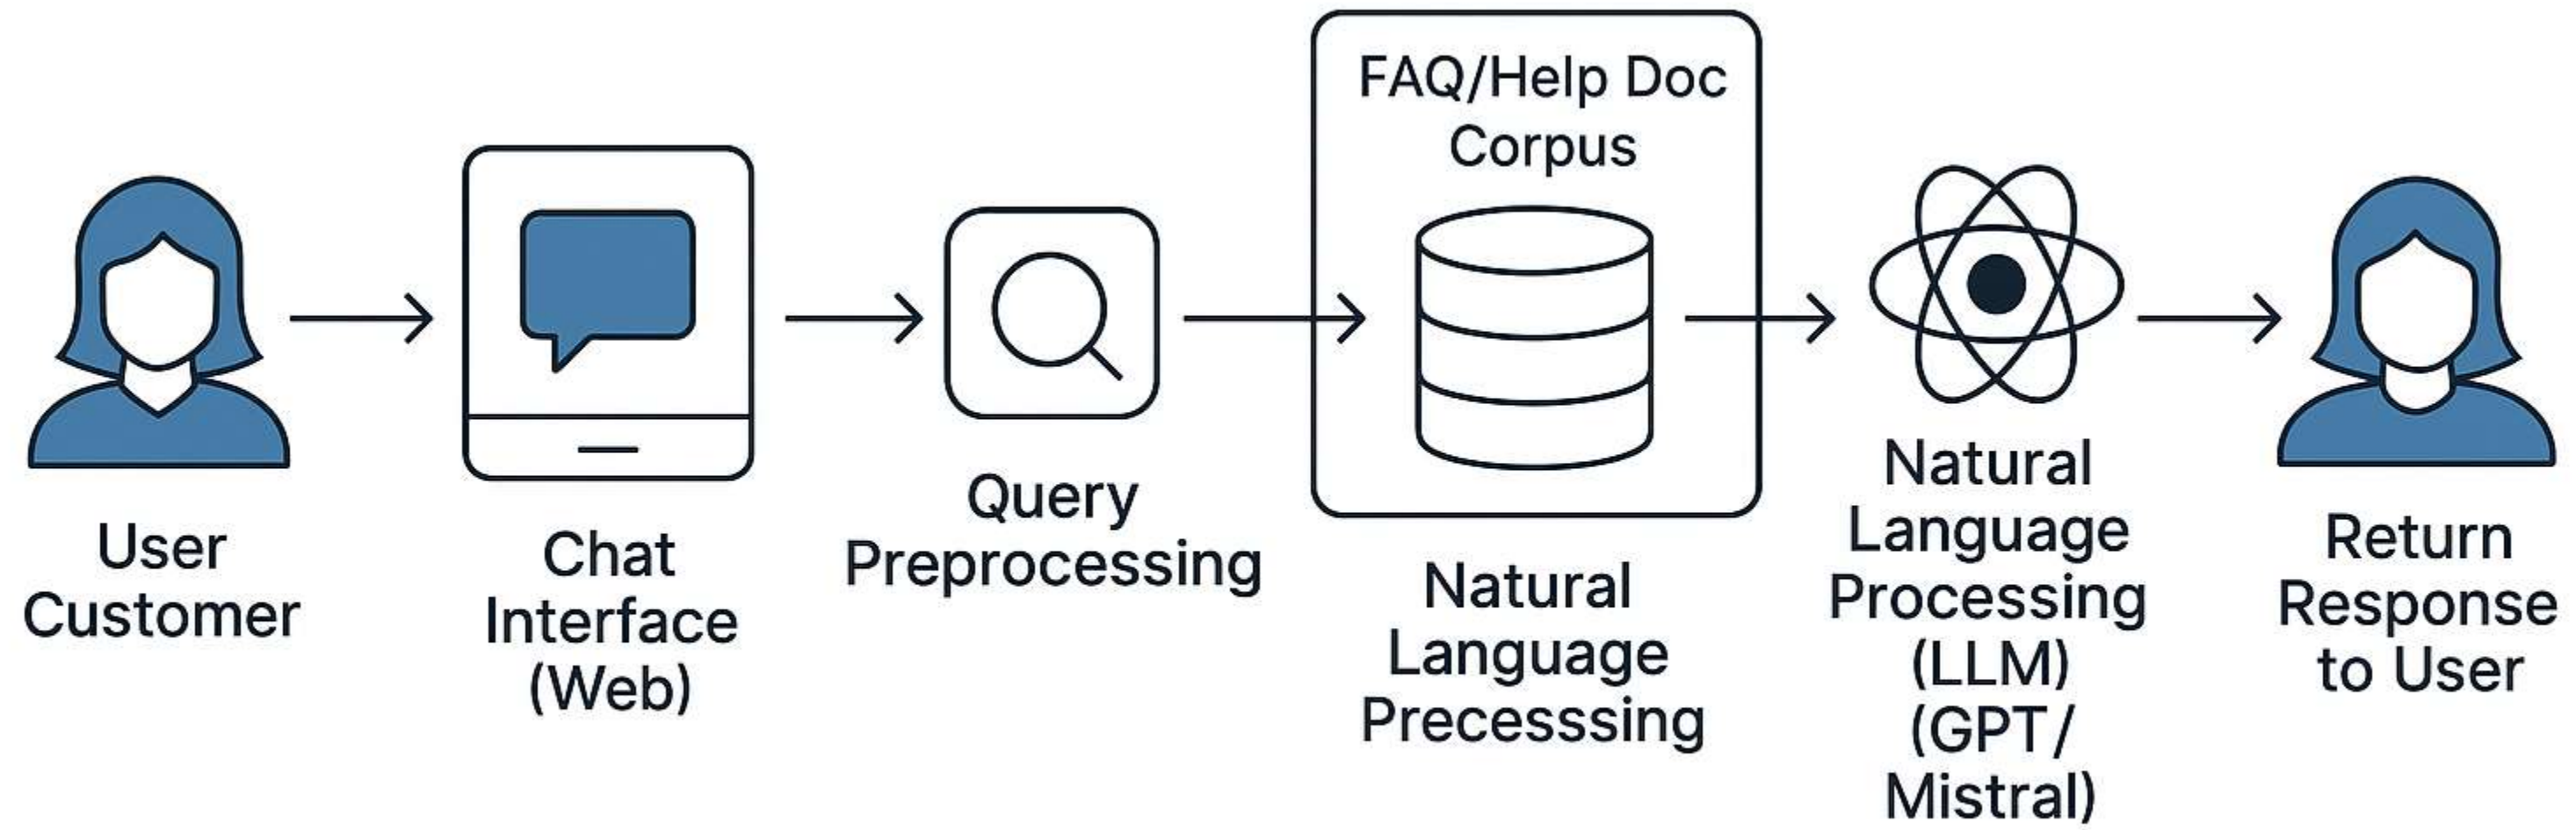 User
Customer
Chat
Interface
(Web)
Query
Preprocessing
FAQ/Help Doc
Corpus
Natural
Language
Precesssing
Natural
Language
Processing
(LLM)
(GPT/
Mistral)
Return
Response
to User